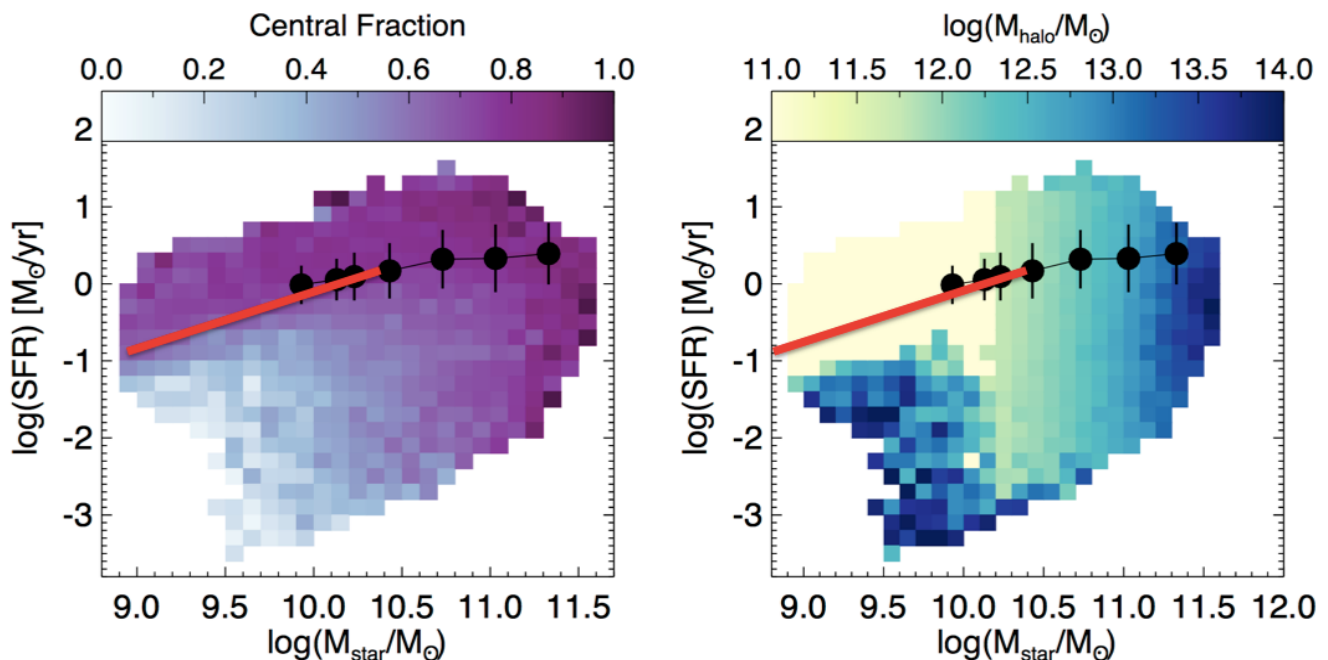 Central Fraction
0.0 0.2 0.4 0.6 0.8 1.0
2
1
0
-1
-2
-3
log(SFR) [M⊙/yr]
9.0 9.5 10.0 10.5 11.0 11.5
log(Mstar/M⊙)
log(Mhalo/M⊙)
11.0 11.5 12.0 12.5 13.0 13.5 14.0
2
1
0
-1
-2
-3
log(SFR) [M⊙/yr]
9.0 9.5 10.0 10.5 11.0 11.5 12.0
log(Mstar/M⊙)